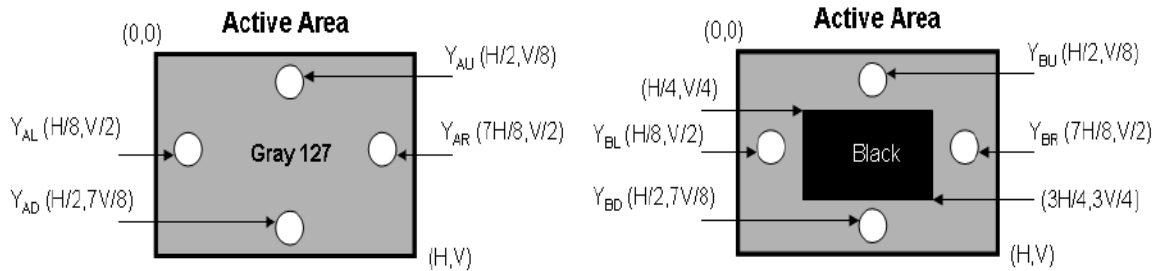 Active Area
(0,0)
Y_AU (H/2,V/8)
Y_AL (H/8,V/2)
Y_AR (7H/8,V/2)
Gray 127
Y_AD (H/2,7V/8)
(H,V)
Active Area
(0,0)
Y_BU (H/2,V/8)
(H/4,V/4)
Y_BL (H/8,V/2)
Y_BR (7H/8,V/2)
Black
Y_BD (H/2,7V/8)
(3H/4,3V/4]
(H,V)